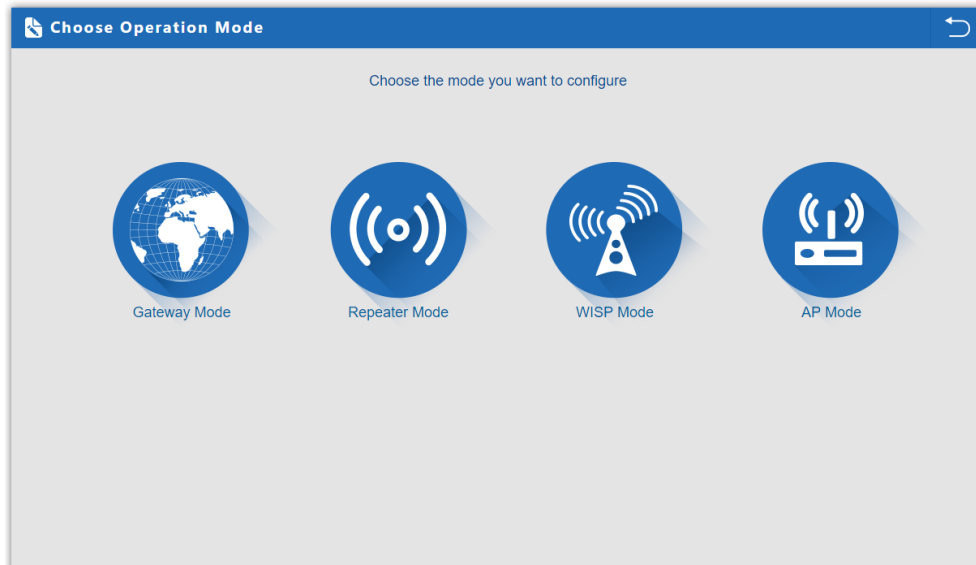 Choose Operation Mode
Choose the mode you want to configure
Gateway Mode
Repeater Mode
WISP Mode
AP Mode